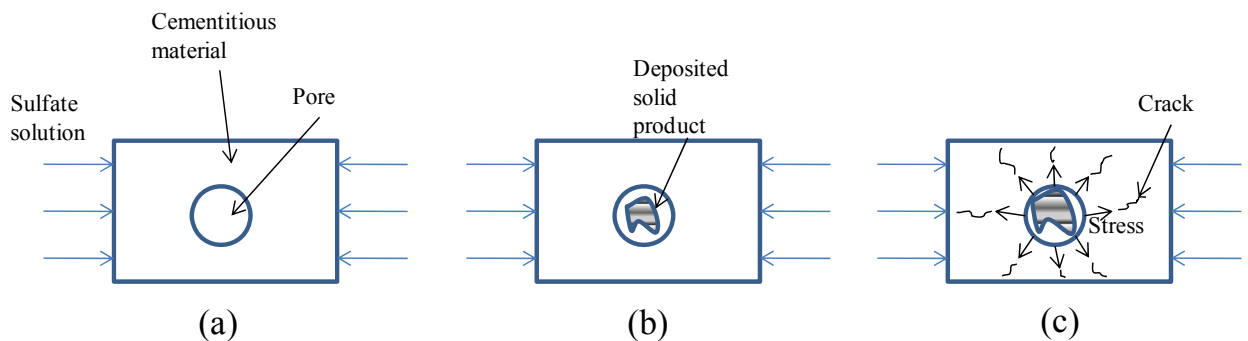 Cementitious
material
Pore
Sulfate
solution
(a)
Deposited
solid
product
(b)
Crack
Stress
(c)